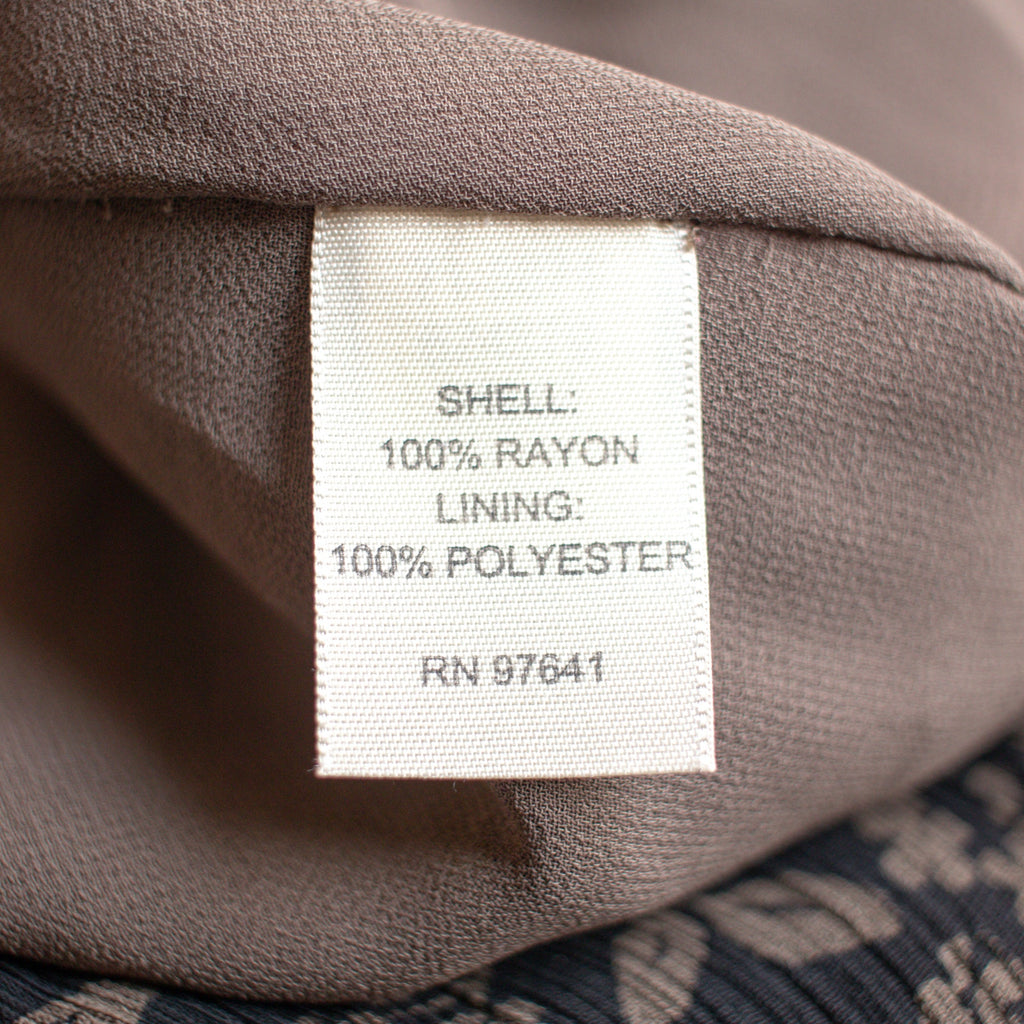 SHELL:
100% RAYON
LINING:
100% POLYESTER
RN 97641